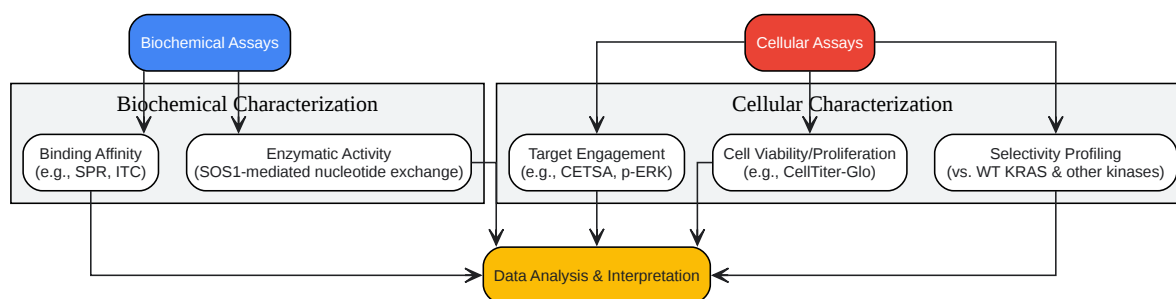 Biochemical Assays
Cellular Assays
Biochemical Characterization
Cellular Characterization
Binding Affinity
(e.g., SPR, ITC)
Enzymatic Activity
(SOS1-mediated nucleotide exchange)
Target Engagement
(e.g., CETSA, p-ERK)
Cell Viability/Proliferation
(e.g., CellTiter-Glo)
Selectivity Profiling
(vs. WT KRAS & other kinases)
Data Analysis & Interpretation